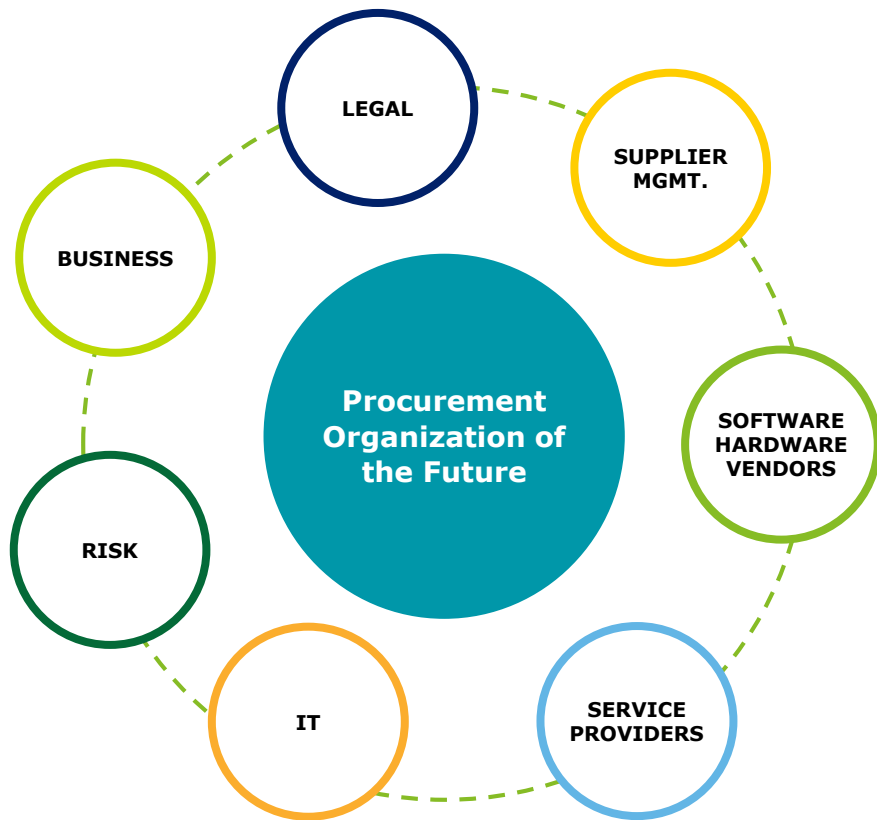 LEGAL
SUPPLIER
MGMT.
BUSINESS
Procurement
Organization of
the Future
SOFTWARE
HARDWARE
VENDORS
RISK
IT
SERVICE
PROVIDERS